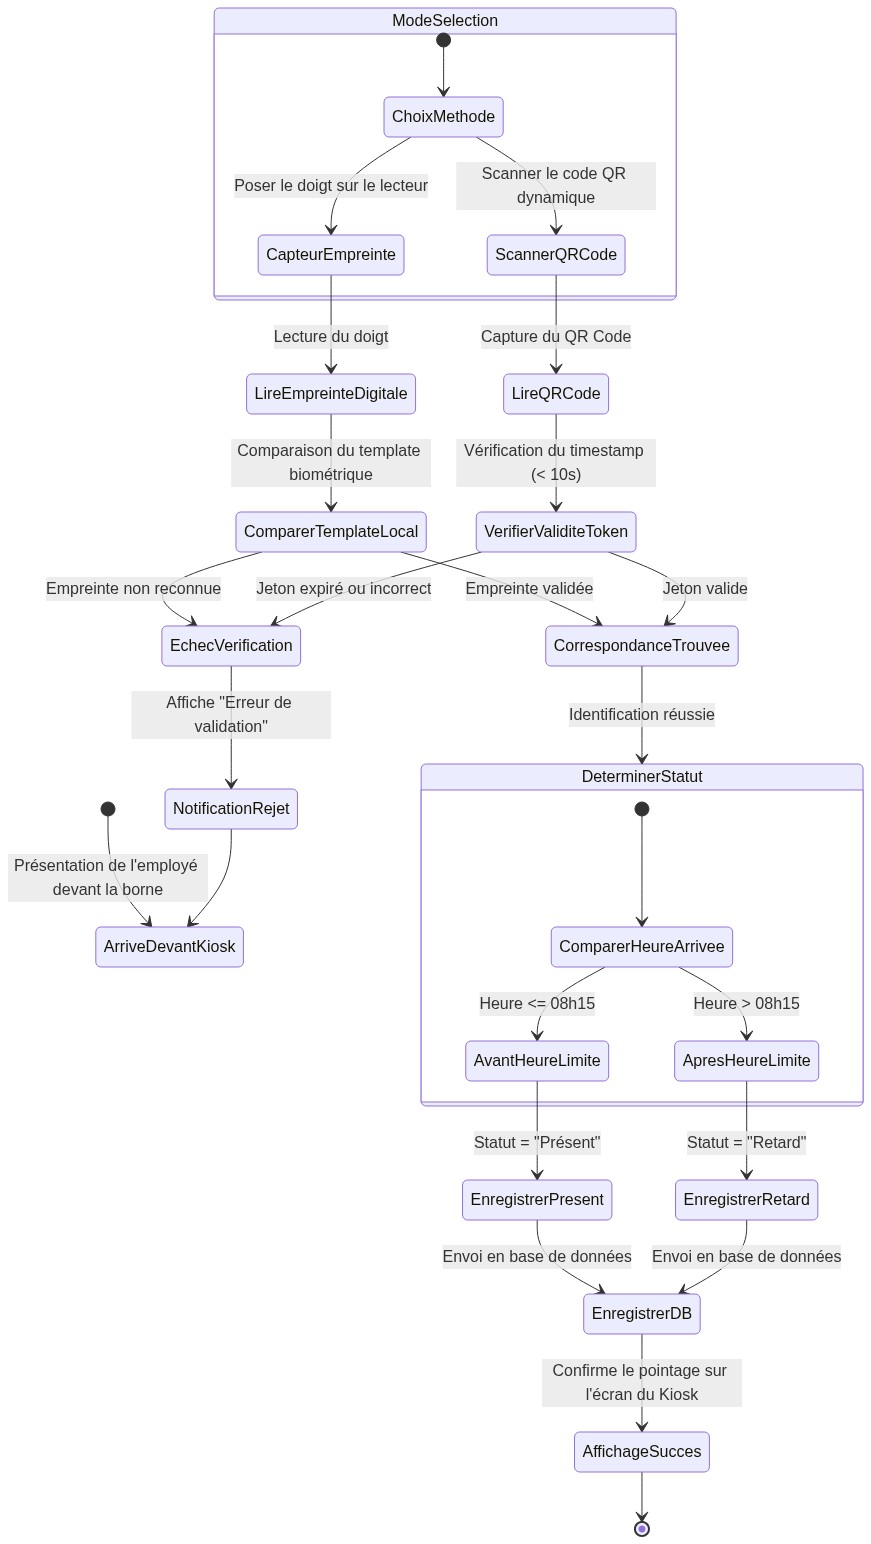 ModeSelection
ChoixMethode
Poser le doigt sur le lecteur
Scanner le code QR
dynamique
CapteurEmpreinte
ScannerQRCode
Lecture du doigt
Capture du QR Code
LireEmpreinteDigitale
LireQRCode
Comparaison du template
biométrique
Vérification du timestamp
(< 10s)
ComparerTemplateLocal
VerifierValiditeToken
Empreinte non reconnue
Jeton expiré ou incorrect
Empreinte validée
Jeton valide
EchecVerification
CorrespondanceTrouvee
Affiche "Erreur de
validation"
Identification réussie
DeterminerStatut
NotificationRejet
Présentation de l'employé
devant la borne
ArriveDevantKiosk
ComparerHeureArrivee
Heure <= 08h15
Heure > 08h15
AvantHeureLimite
ApresHeureLimite
Statut = "Présent"
Statut = "Retard"
EnregistrerPresent
EnregistrerRetard
Envoi en base de données
Envoi en base de données
EnregistrerDB
Confirme le pointage sur
l'écran du Kiosk
AffichageSucces